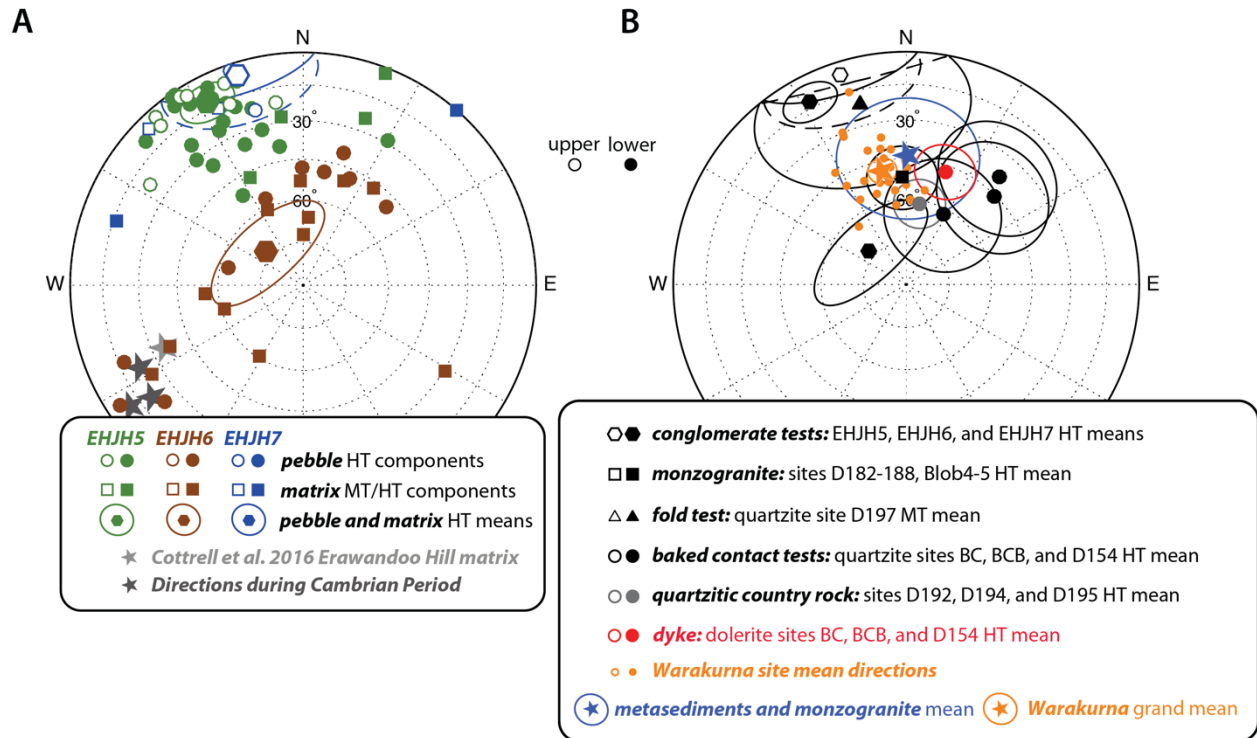 A
N
30°
60°
W
E
upper lower
B
N
30°
60°
W
E
EHJH5 EHJH6 EHJH7
pebble HT components
matrix MT/HT components
pebble and matrix HT means
Cottrell et al. 2016 Erawandoo Hill matrix
Directions during Cambrian Period
conglomerate tests: EHJH5, EHJH6, and EHJH7 HT means
monzogranite: sites D182-188, Blob4-5 HT mean
fold test: quartzite site D197 MT mean
baked contact tests: quartzite sites BC, BCB, and D154 HT mean
quartzitic country rock: sites D192, D194, and D195 HT mean
dyke: dolerite sites BC, BCB, and D154 HT mean
Warakurna site mean directions
metasediments and monzogranite mean
Warakurna grand mean